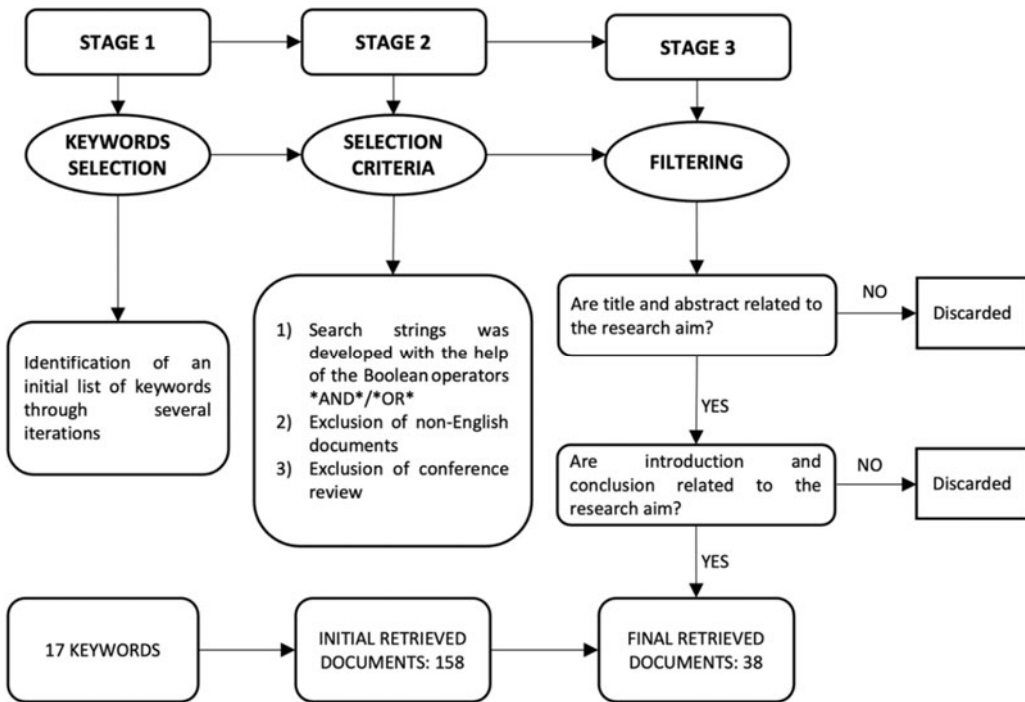 STAGE 1
STAGE 2
STAGE 3
KEYWORDS
SELECTION
SELECTION
CRITERIA
FILTERING
Identification of an
initial list of keywords
through several
iterations
1) Search strings was
developed with the help
of the Boolean operators
*AND*/*OR*
2) Exclusion of non-English
documents
3) Exclusion of conference
review
Are title and abstract related to
the research aim?
NO
Discarded
YES
Are introduction and
conclusion related to the
research aim?
NO
Discarded
YES
17 KEYWORDS
INITIAL RETRIEVED
DOCUMENTS: 158
FINAL RETRIEVED
DOCUMENTS: 38